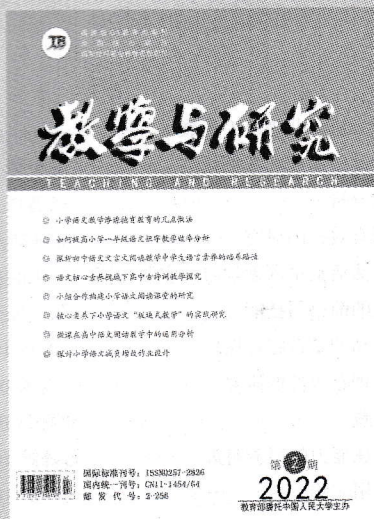 教学与研究
TEACHING AND RESEARCH
小学语文教学渗透德育教育的几点做法
如何提高小学一年级语文班拼教学效率分析
探析初中语文文言文阅读教学中学生语言素养的培养路径
语文核心素养视域下高中古诗词教学探究
小组合作构建小学语文阅读课堂的研究
核心素养下小学语文“板块式教学”的实践研究
微课在高中语文阅读教学中的运用分析
探讨小学语文减负增效作业设计
国际标准刊号：ISSN0257-2826
国内统一刊号：CN11-1454/G4
邮 发 代 号：2-256
第2期
2022
教育部委托中国人民大学主办